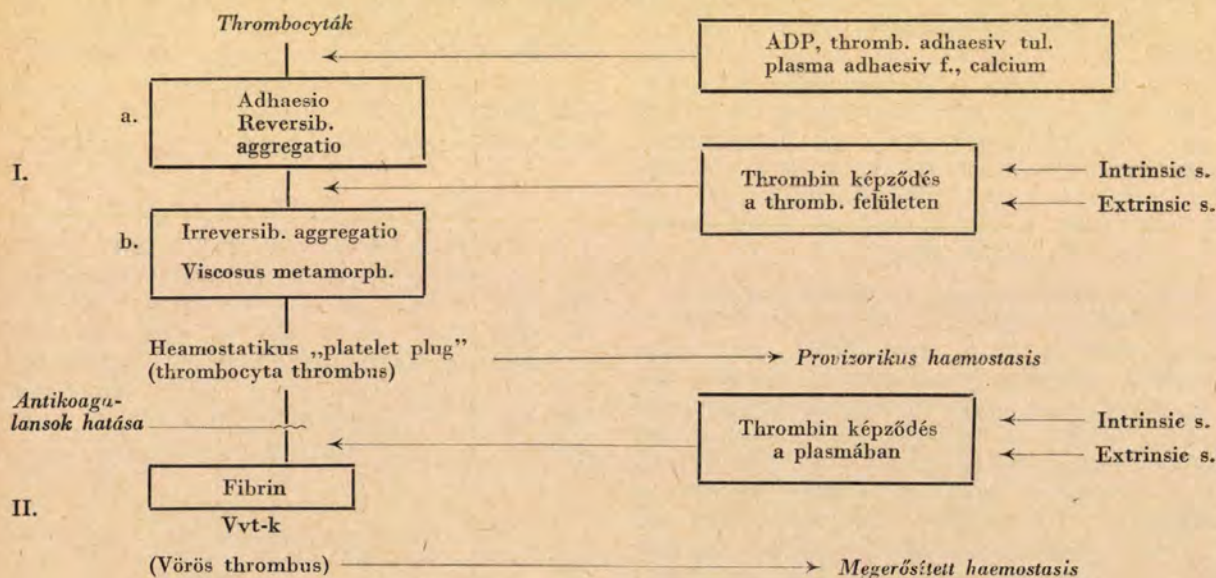 Thrombocyták
ADP, thromb. adhaesiv tul.
plasma adhaesiv f., calcium
a.
Adhaesio
Reversib.
aggregatio
I.
Thrombin képződés
a thromb. felületen
Intrinsic s.
Extrinsic s.
b.
Irreversib. aggregatio
Viscosus metamorph.
Heamostatikus „platelet plug”
(thrombocyta thrombus)
Provizorikus haemostasis
Antikoagu-
lansok hatása
Thrombin képződés
a plasmában
Intrinsic s.
Extrinsic s.
Fibrin
II.
Vvt-k
(Vörös thrombus)
Megerősített haemostasis